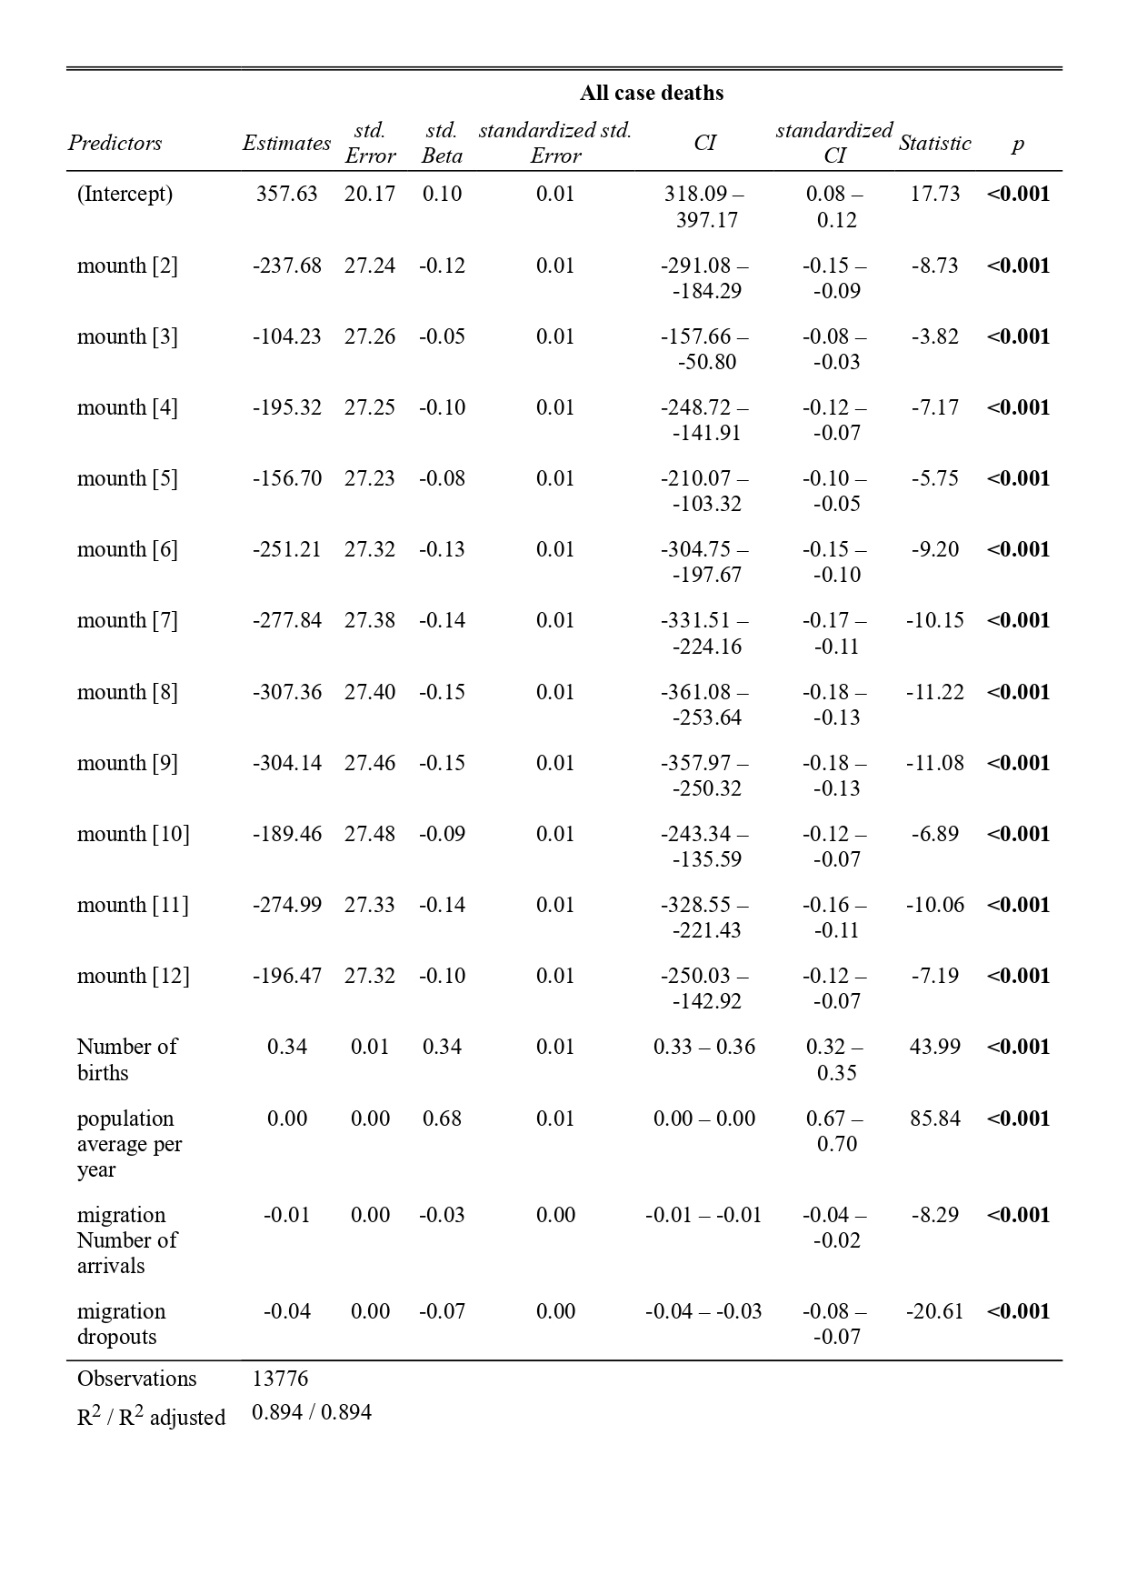 All case deaths
Predictors Estimates std. Error std. Beta standardized std. Error CI standardized CI Statistic p
(Intercept) 357.63 20.17 0.10 0.01 318.09 – 397.17 0.08 – 0.12 17.73 <0.001
mounth [2] -237.68 27.24 -0.12 0.01 -291.08 – -184.29 -0.15 – -0.09 -8.73 <0.001
mounth [3] -104.23 27.26 -0.05 0.01 -157.66 – -50.80 -0.08 – -0.03 -3.82 <0.001
mounth [4] -195.32 27.25 -0.10 0.01 -248.72 – -141.91 -0.12 – -0.07 -7.17 <0.001
mounth [5] -156.70 27.23 -0.08 0.01 -210.07 – -103.32 -0.10 – -0.05 -5.75 <0.001
mounth [6] -251.21 27.32 -0.13 0.01 -304.75 – -197.67 -0.15 – -0.10 -9.20 <0.001
mounth [7] -277.84 27.38 -0.14 0.01 -331.51 – -224.16 -0.17 – -0.11 -10.15 <0.001
mounth [8] -307.36 27.40 -0.15 0.01 -361.08 – -253.64 -0.18 – -0.13 -11.22 <0.001
mounth [9] -304.14 27.46 -0.15 0.01 -357.97 – -250.32 -0.18 – -0.13 -11.08 <0.001
mounth [10] -189.46 27.48 -0.09 0.01 -243.34 – -135.59 -0.12 – -0.07 -6.89 <0.001
mounth [11] -274.99 27.33 -0.14 0.01 -328.55 – -221.43 -0.16 – -0.11 -10.06 <0.001
mounth [12] -196.47 27.32 -0.10 0.01 -250.03 – -142.92 -0.12 – -0.07 -7.19 <0.001
Number of births 0.34 0.01 0.34 0.01 0.33 – 0.36 0.32 – 0.35 43.99 <0.001
population average per year 0.00 0.00 0.68 0.01 0.00 – 0.00 0.67 – 0.70 85.84 <0.001
migration Number of arrivals -0.01 0.00 -0.03 0.00 -0.01 – -0.01 -0.04 – -0.02 -8.29 <0.001
migration dropouts -0.04 0.00 -0.07 0.00 -0.04 – -0.03 -0.08 – -0.07 -20.61 <0.001
Observations 13776
R2 / R2 adjusted 0.894 / 0.894